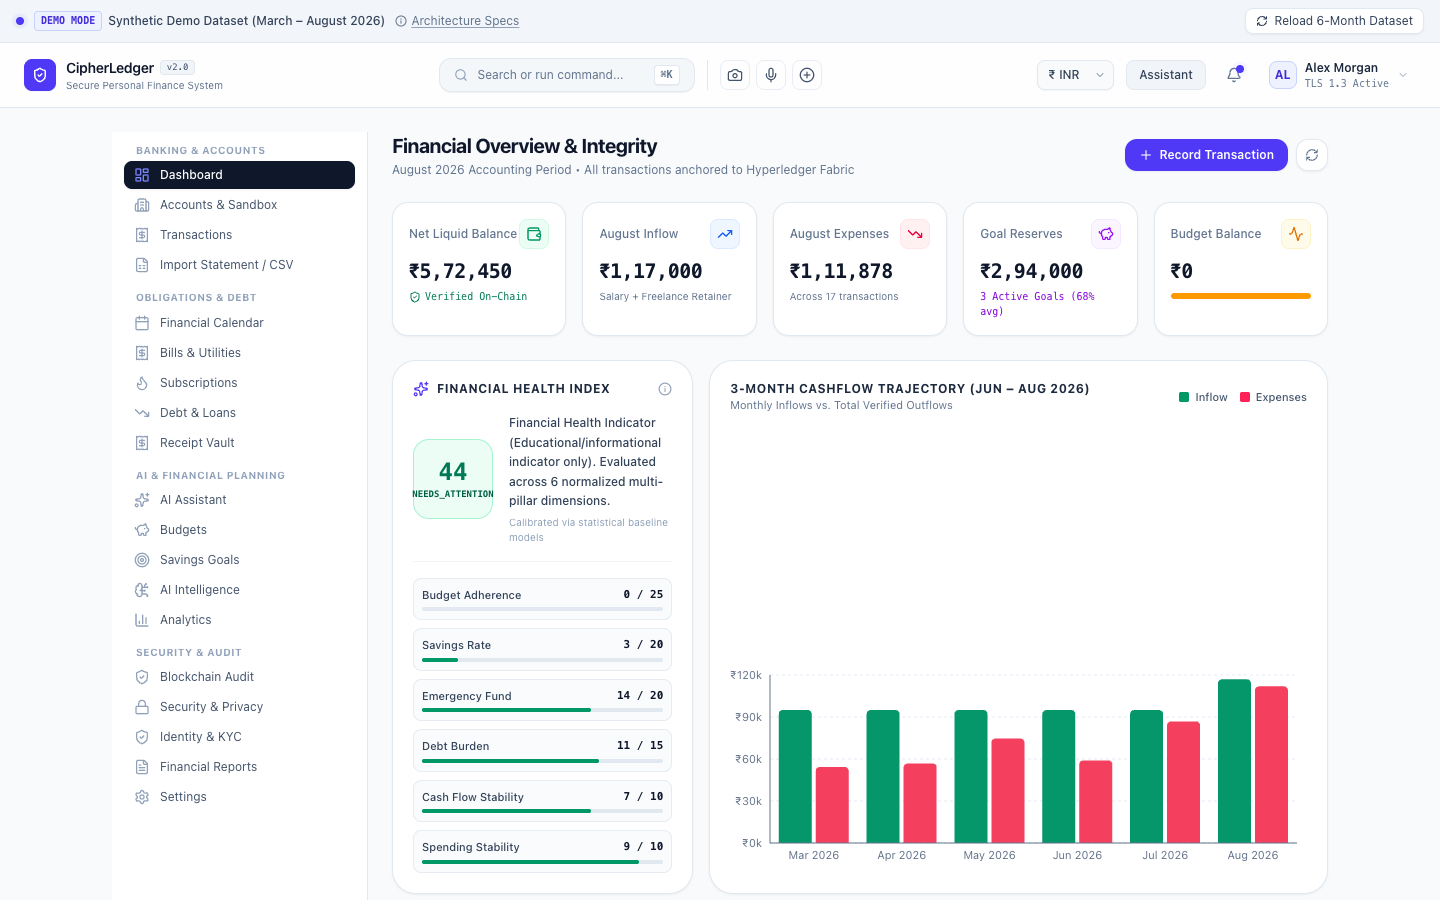 DEMO MODE Synthetic Demo Dataset (March – August 2026) Architecture Specs
Reload 6-Month Dataset
CipherLedger v2.0
Secure Personal Finance System
Search or run command... ⌘K
₹ INR
Assistant
AL
Alex Morgan
TLS 1.3 Active
BANKING & ACCOUNTS
Dashboard
Accounts & Sandbox
Transactions
Import Statement / CSV
OBLIGATIONS & DEBT
Financial Calendar
Bills & Utilities
Subscriptions
Debt & Loans
Receipt Vault
AI & FINANCIAL PLANNING
AI Assistant
Budgets
Savings Goals
AI Intelligence
Analytics
SECURITY & AUDIT
Blockchain Audit
Security & Privacy
Identity & KYC
Financial Reports
Settings
Financial Overview & Integrity
August 2026 Accounting Period • All transactions anchored to Hyperledger Fabric
Record Transaction
Net Liquid Balance
₹5,72,450
Verified On-Chain
August Inflow
₹1,17,000
Salary + Freelance Retainer
August Expenses
₹1,11,878
Across 17 transactions
Goal Reserves
₹2,94,000
3 Active Goals (68%
avg)
Budget Balance
₹0
FINANCIAL HEALTH INDEX
44
NEEDS_ATTENTION
Financial Health Indicator
(Educational/informational
indicator only). Evaluated
across 6 normalized multi-
pillar dimensions.
Calibrated via statistical baseline
models
Budget Adherence 0 / 25
Savings Rate 3 / 20
Emergency Fund 14 / 20
Debt Burden 11 / 15
Cash Flow Stability 7 / 10
Spending Stability 9 / 10
3-MONTH CASHFLOW TRAJECTORY (JUN – AUG 2026)
Monthly Inflows vs. Total Verified Outflows
Inflow Expenses
₹120k
₹90k
₹60k
₹30k
₹0k
Mar 2026 Apr 2026 May 2026 Jun 2026 Jul 2026 Aug 2026